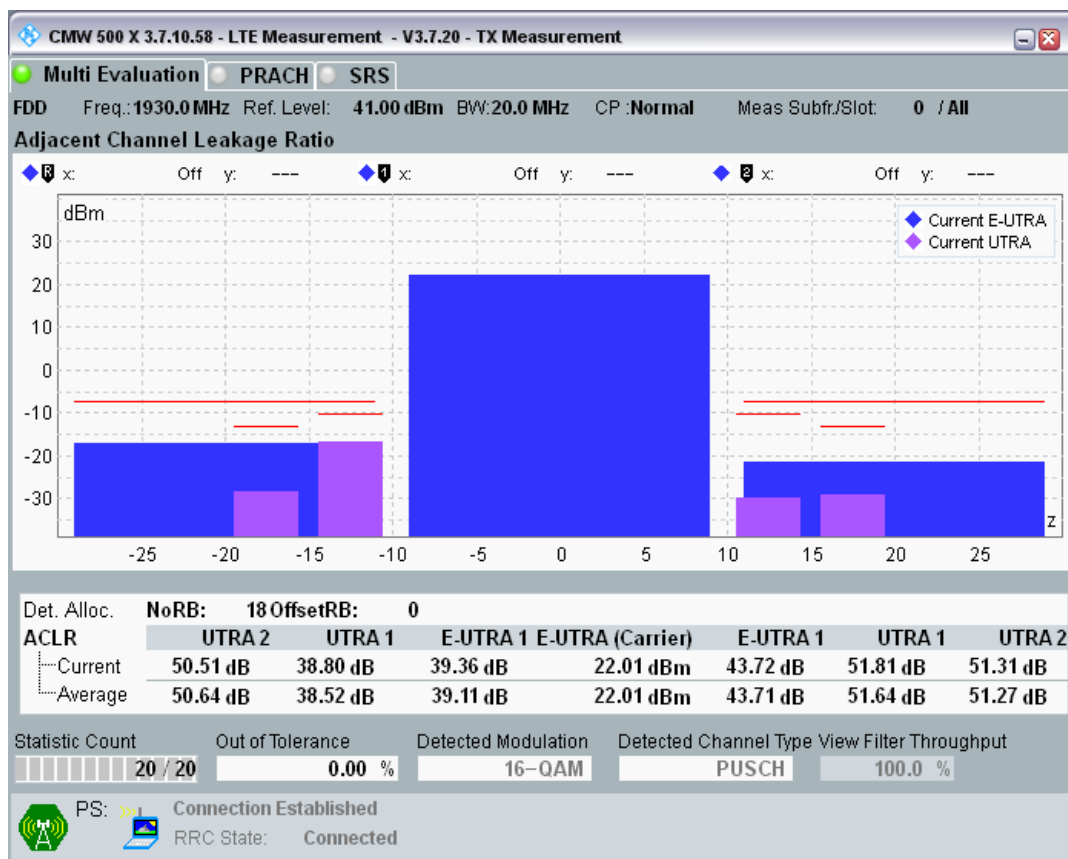 CMW 500 X 3.7.10.58 - LTE Measurement - V3.7.20 - TX Measurement
Multi Evaluation PRACH SRS
FDD Freq.: 1930.0 MHz Ref. Level: 41.00 dBm BW: 20.0 MHz CP : Normal Meas Subfr./Slot: 0 / All
Adjacent Channel Leakage Ratio
R x: Off y: --- 1 x: Off y: --- 2 x: Off y: ---
dBm
Current E-UTRA
Current UTRA
30
20
10
0
-10
-20
-30
z
-25 -20 -15 -10 -5 0 5 10 15 20 25
Det. Alloc. NoRB: 18 OffsetRB: 0
ACLR UTRA 2 UTRA 1 E-UTRA 1 E-UTRA (Carrier) E-UTRA 1 UTRA 1 UTRA 2
Current 50.51 dB 38.80 dB 39.36 dB 22.01 dBm 43.72 dB 51.81 dB 51.31 dB
Average 50.64 dB 38.52 dB 39.11 dB 22.01 dBm 43.71 dB 51.64 dB 51.27 dB
Statistic Count Out of Tolerance Detected Modulation Detected Channel Type View Filter Throughput
20 / 20 0.00 % 16-QAM PUSCH 100.0 %
PS: Connection Established
RRC State: Connected